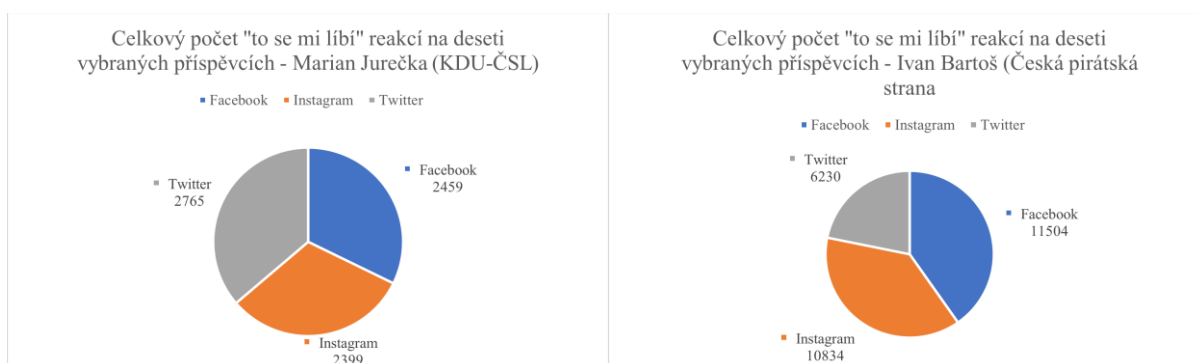 Celkový počet "to se mi líbí" reakcí na deseti
vybraných příspěvcích - Marian Jurečka (KDU-ČSL)
Facebook Instagram Twitter
Facebook
2459
Twitter
2765
Instagram
2399
Celkový počet "to se mi líbí" reakcí na deseti
vybraných příspěvcích - Ivan Bartoš (Česká pirátská
strana
Facebook Instagram Twitter
Twitter
6230
Facebook
11504
Instagram
10834